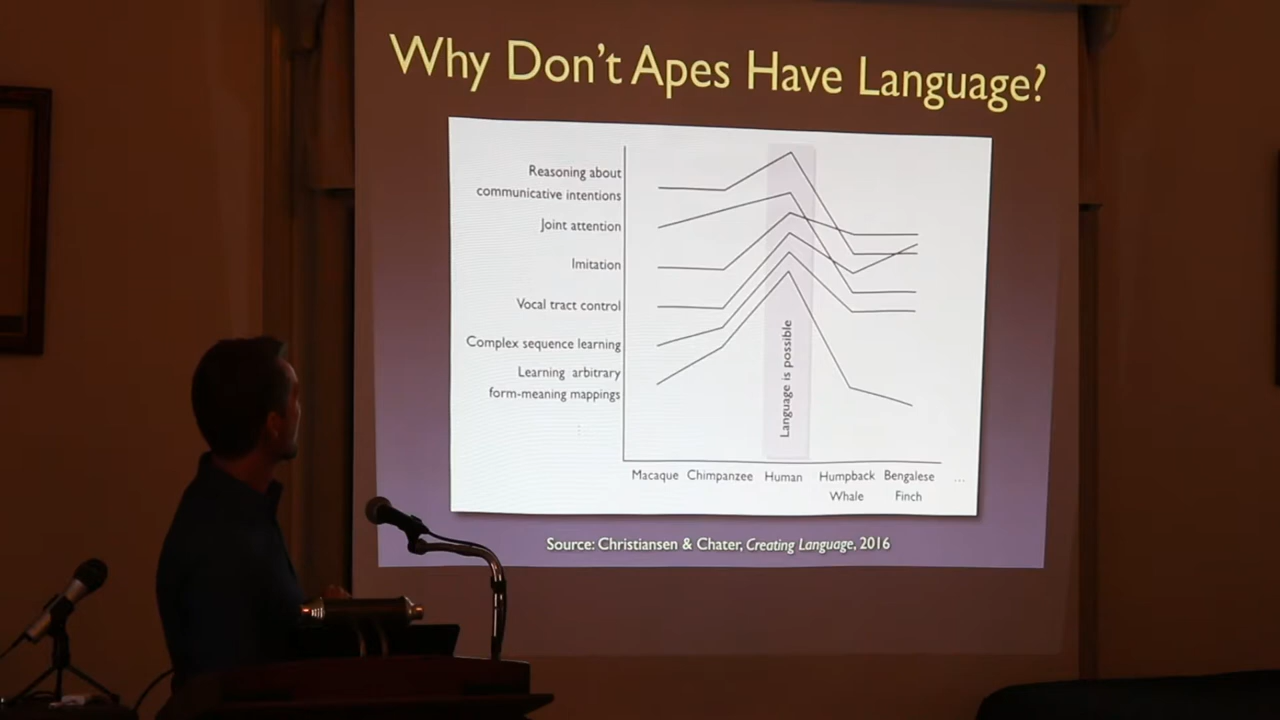 Why Don't Apes Have Language?
Reasoning about
communicative intentions
Joint attention
Imitation
Vocal tract control
Complex sequence learning
Learning arbitrary
form-meaning mappings
Language is possible
Macaque Chimpanzee Human Humpback Bengalese ...
Whale Finch
Source: Christiansen & Chater, Creating Language, 2016